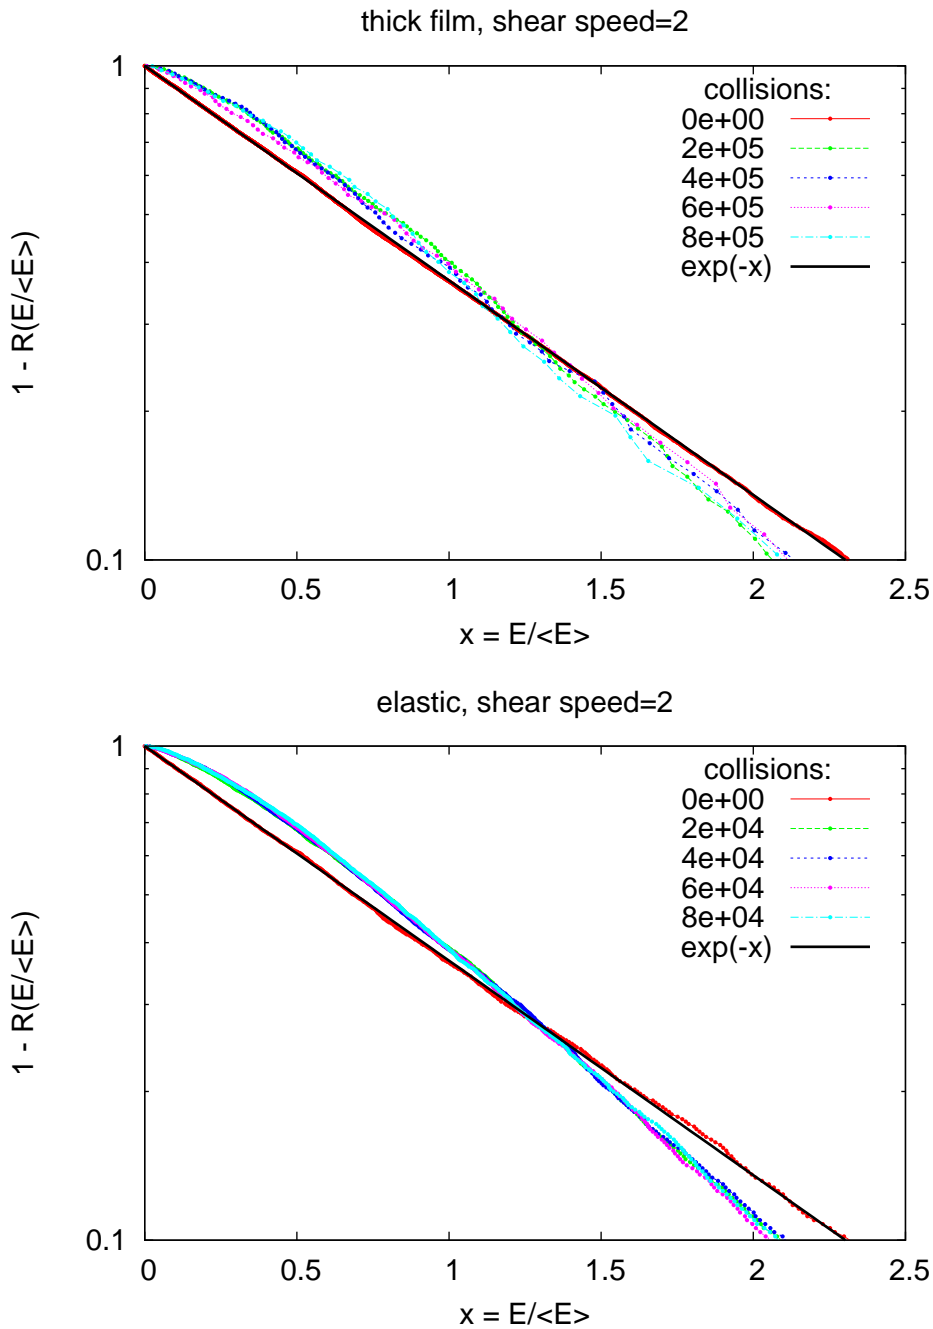 thick film, shear speed=2
1
collisions:
0e+00
2e+05
4e+05
6e+05
8e+05
exp(-x)
1 - R(E/<E>)
0.1
0 0.5 1 1.5 2 2.5
x = E/<E>
elastic, shear speed=2
1
collisions:
0e+00
2e+04
4e+04
6e+04
8e+04
exp(-x)
1 - R(E/<E>)
0.1
0 0.5 1 1.5 2 2.5
x = E/<E>